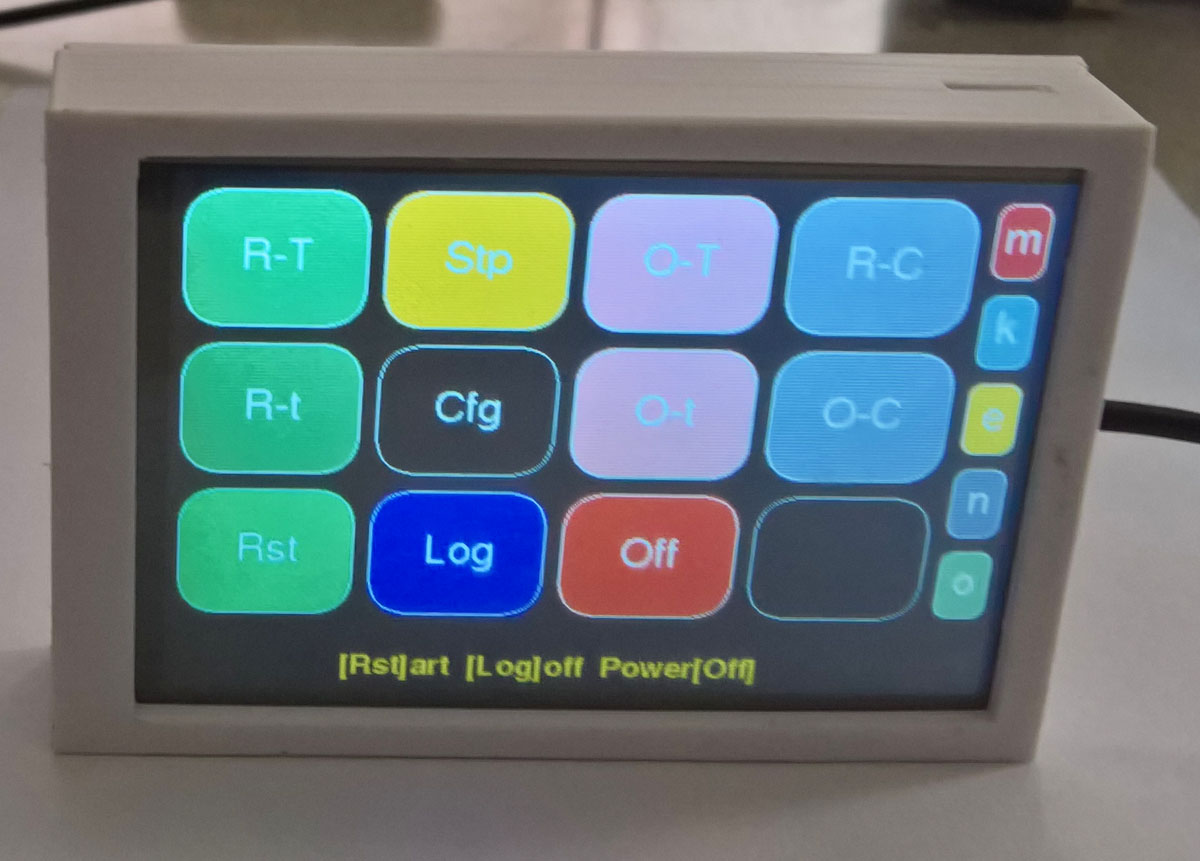 R-T Stp O-T R-C m
k
R-t Cfg O-t O-C e
n
Rst Log Off o
[Rst]art [Log]off Power[Off]